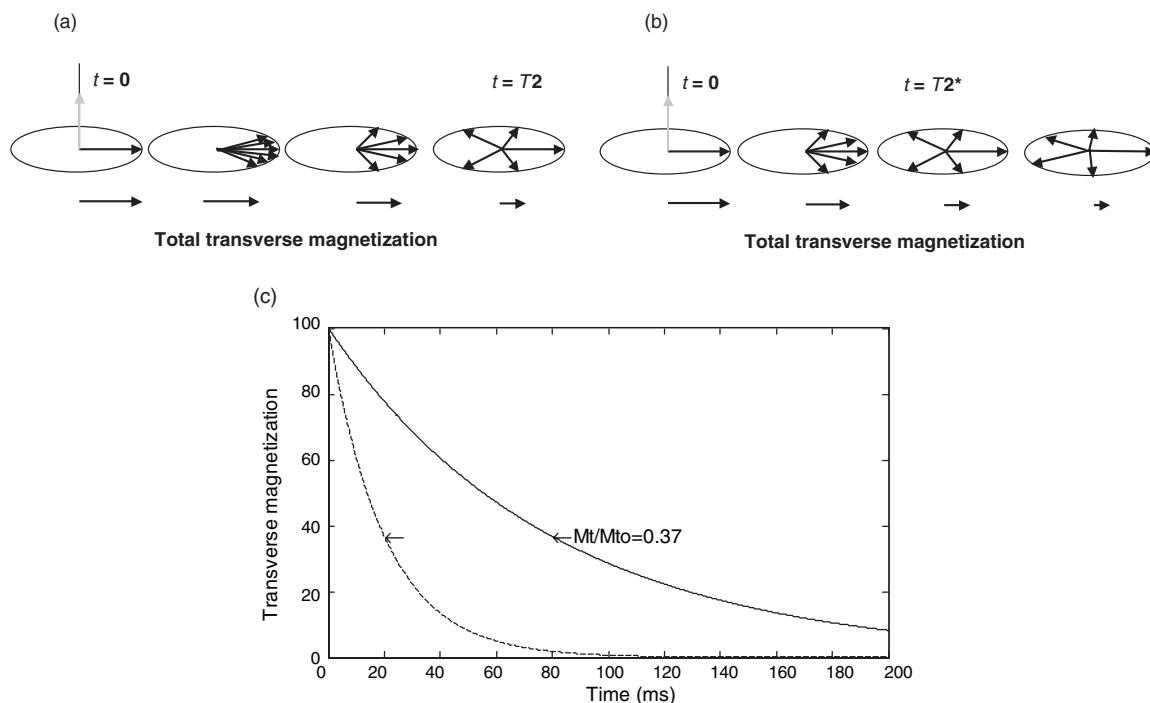 (a)
t = 0
t = T2
Total transverse magnetization
(b)
t = 0
t = T2*
Total transverse magnetization
(c)
Transverse magnetization
100
80
60
40
20
0
Mt/Mto=0.37
0 20 40 60 80 100 120 140 160 180 200
Time (ms)